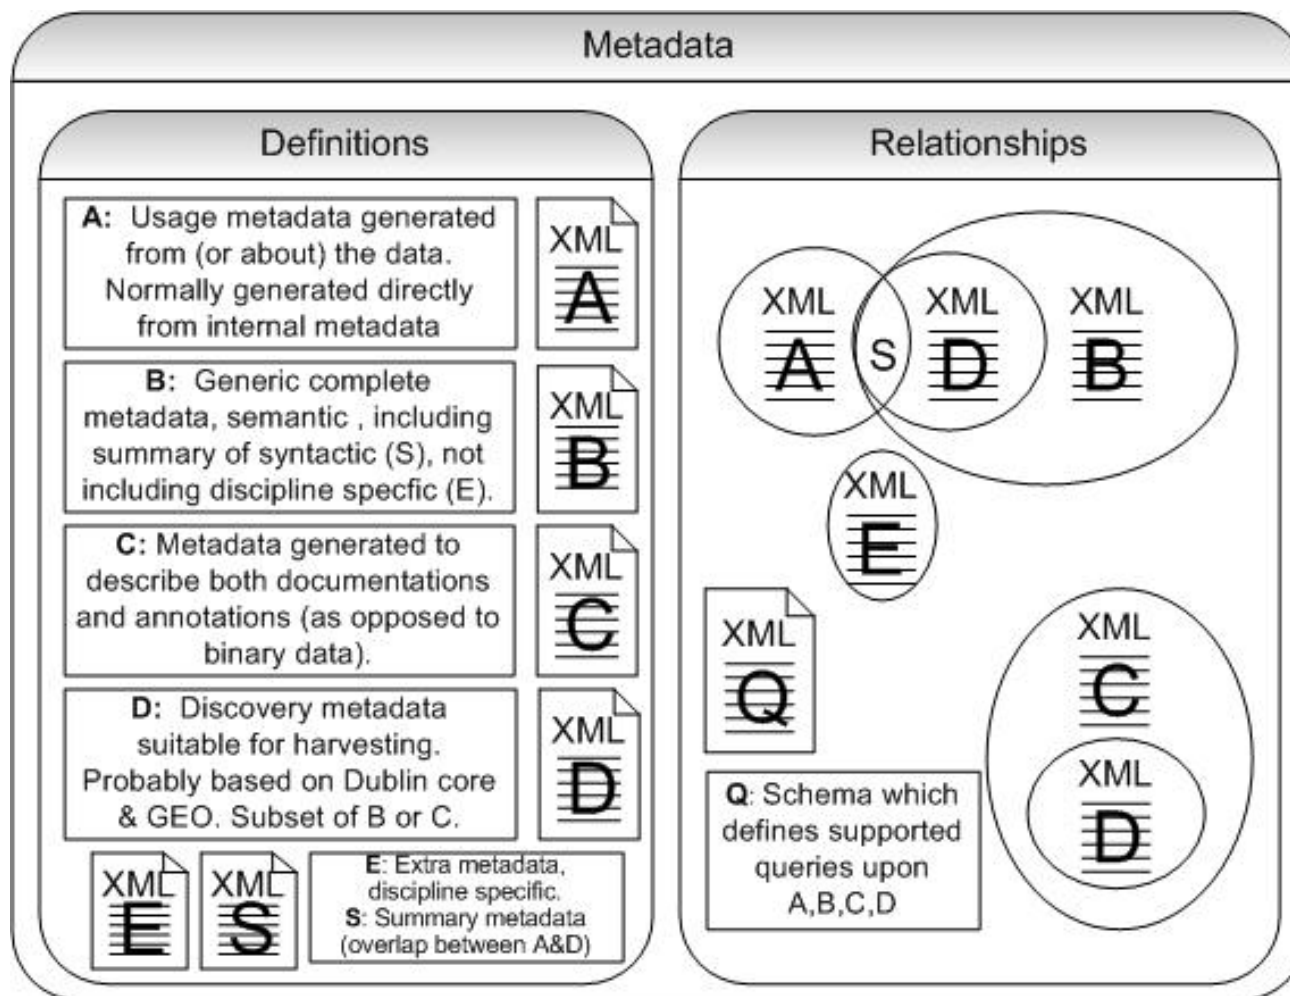 Metadata
Definitions
A: Usage metadata generated
from (or about) the data.
Normally generated directly
from internal metadata
XML
A
B: Generic complete
metadata, semantic , including
summary of syntactic (S), not
including discipline specfic (E).
XML
B
C: Metadata generated to
describe both documentations
and annotations (as opposed to
binary data).
XML
C
D: Discovery metadata
suitable for harvesting.
Probably based on Dublin core
& GEO. Subset of B or C.
XML
D
XML
E
XML
S
E: Extra metadata,
discipline specific.
S: Summary metadata
(overlap between A&D)
Relationships
XML
A
S
XML
D
XML
B
XML
E
XML
Q
Q: Schema which
defines supported
queries upon
A,B,C,D
XML
C
XML
D